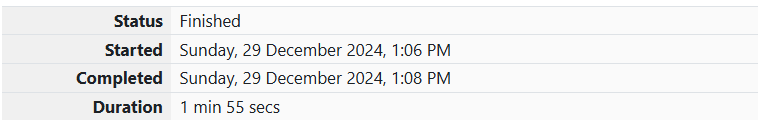 Status Finished
Started Sunday, 29 December 2024, 1:06 PM
Completed Sunday, 29 December 2024, 1:08 PM
Duration 1 min 55 secs